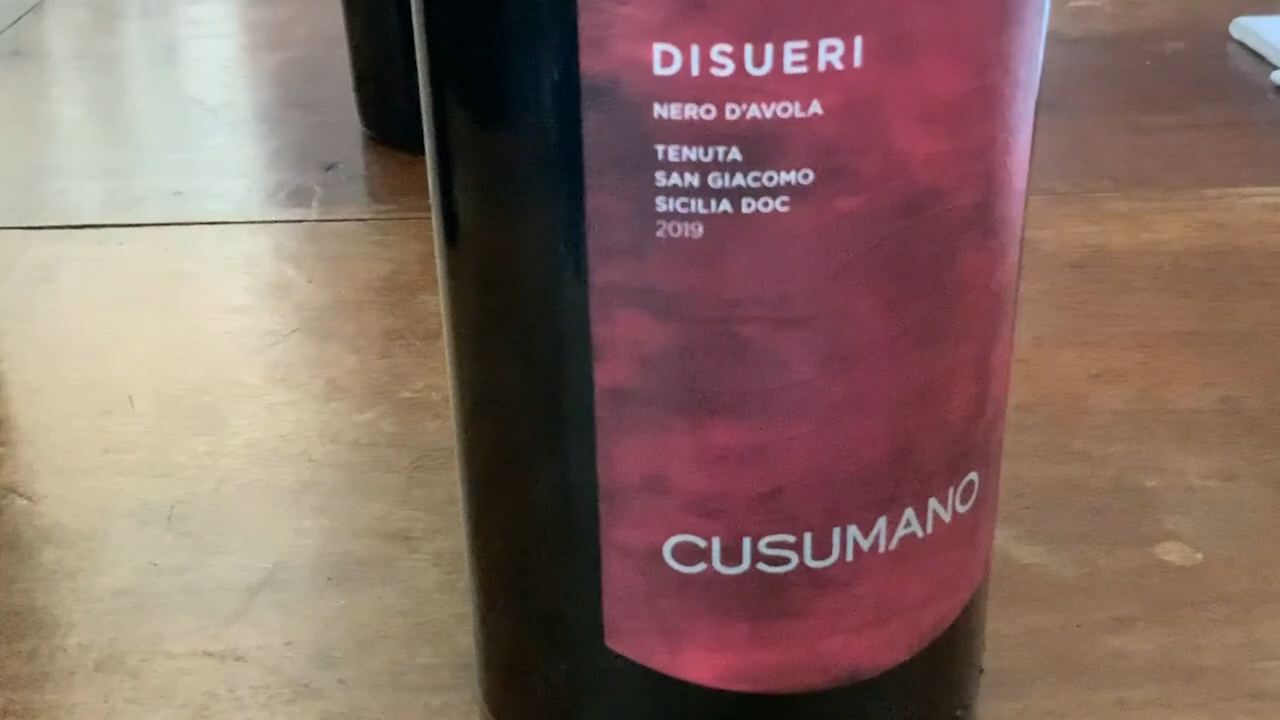 DISUERI
NERO D'AVOLA
TENUTA
SAN GIACOMO
SICILIA DOC
2019
CUSUMANO